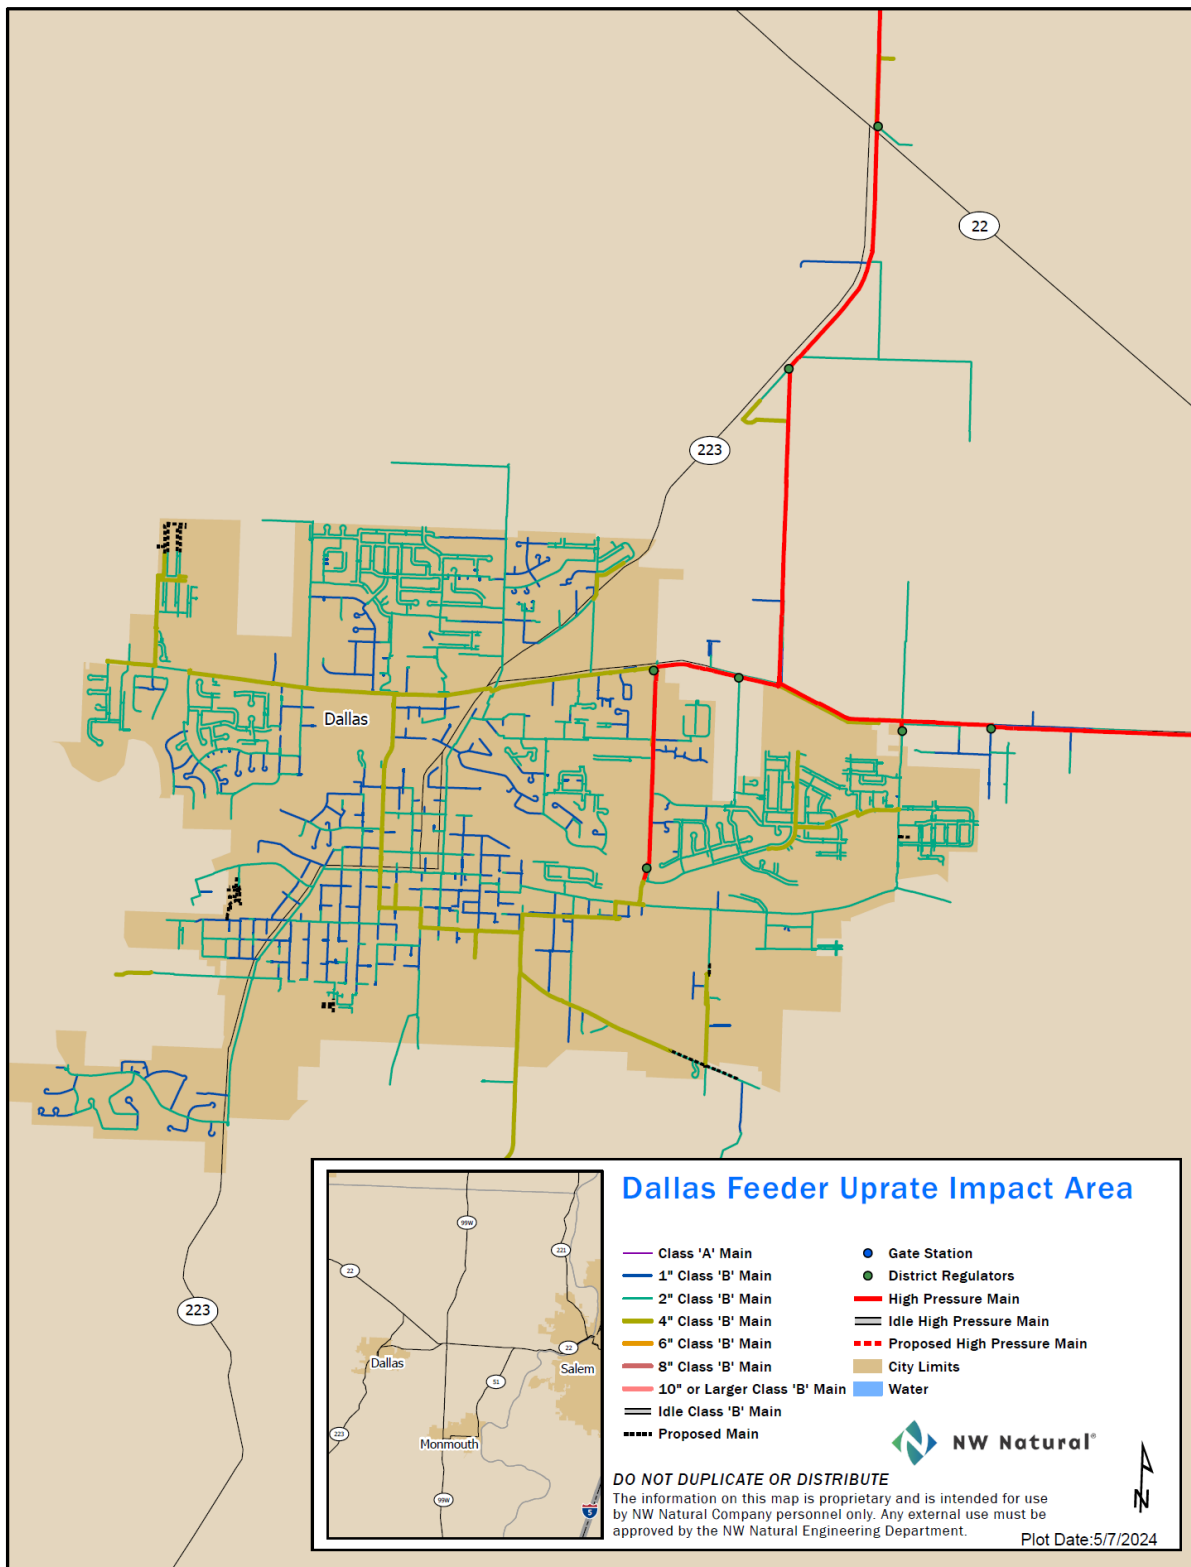 22
223
Dallas
223
99W
221
22
22
Dallas
Salem
51
223
Monmouth
99W
5
Dallas Feeder Uprate Impact Area
Class 'A' Main
1" Class 'B' Main
2" Class 'B' Main
4" Class 'B' Main
6" Class 'B' Main
8" Class 'B' Main
10" or Larger Class 'B' Main
Idle Class 'B' Main
Proposed Main
Gate Station
District Regulators
High Pressure Main
Idle High Pressure Main
Proposed High Pressure Main
City Limits
Water
NW Natural®
N
DO NOT DUPLICATE OR DISTRIBUTE
The information on this map is proprietary and is intended for use
by NW Natural Company personnel only. Any external use must be
approved by the NW Natural Engineering Department.
Plot Date:5/7/2024